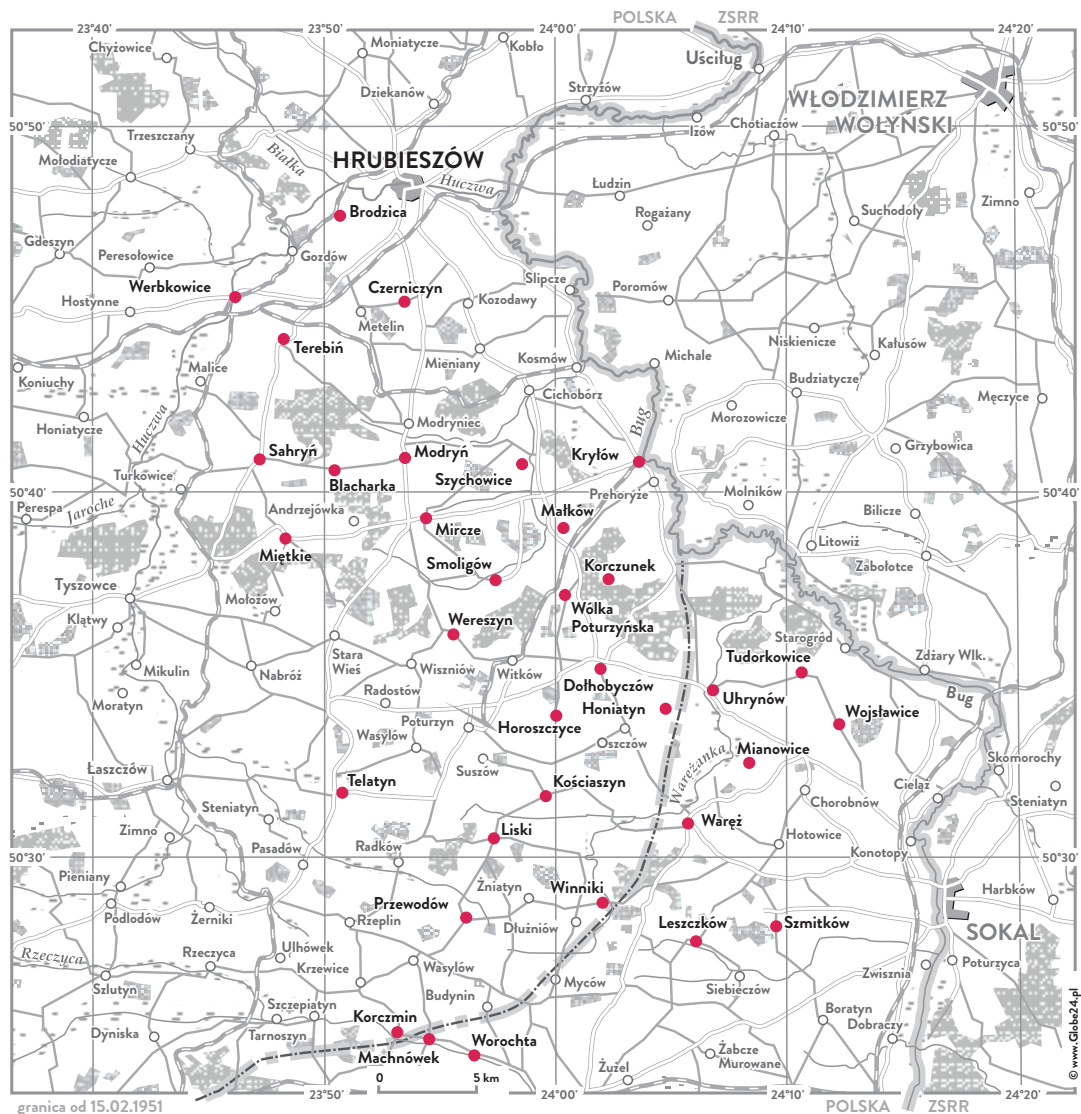 POLSKA ZSRR
23°40' 23°50' 24°00' 24°10' 24°20'
Chyżowice
Moniatycze
Kobło
Uściług
Dziekanów
Strzyżów
WŁODZIMIERZ
WOŁYŃSKI
Izów
Chotiaczów
50°50' 50°50'
Trzeszczany
Białka
HRUBIESZÓW
Huczwa
Mołodiatycze
Ludzin
Zimno
Brodzica
Rogażany
Suchodoły
Gdeszyn
Peresołowice
Gozdów
Werbkowice
Czerniczyn
Slipcze
Poromów
Hostynne
Kozodawy
Metelin
Terebiń
Niskienicze
Kałusów
Mieniany
Kosmów
Michale
Koniuchy
Malice
Cichobórz
Budziatycze
Męczyce
Honiatycze
Huczwa
Modryniec
Bug
Morozowicze
Sahryń
Modryń
Kryłów
Grzybowica
Blacharka
Szychowice
Turkowice
Prehoryże
50°40' 50°40'
Perespa
Jaroche
Andrzejówka
Mircze
Małków
Mołników
Bilicze
Miętkie
Litowiż
Smoligów
Korczunek
Zabołotce
Tyszowce
Mołożów
Klątwy
Wereszyn
Wólka
Poturzyńska
Starogród
Mikulin
Nabróż
Stara
Wieś
Wiszniów
Witków
Tudorkowice
Zdżary Wlk.
Moratyn
Radostów
Dołhobyczów
Uhrynów
Bug
Honiatyn
Wojsławice
Poturzyn
Horoszczyce
Wasylów
Oszczów
Warężanka
Mianowice
Łaszczów
Suszów
Skomorochy
Telatyn
Kościaszyn
Cieląż
Steniatyn
Steniatyn
Chorobnów
Zimno
Liski
Waręż
Pasadów
Radków
Hotowice
Konotopy
50°30' 50°30'
Pieniany
Żniatyn
Winniki
Harbków
Przewodów
Podlodów
Żerniki
Rzeplin
Dłużniów
Leszczków
Szmitków
SOKAL
Rzeczyca
Rzeczyca
Ulhówek
Krzewice
Wasylów
Poturzyca
Zwisznia
Szlutyn
Budynin
Myców
Siebieczów
Szczepiatyn
Dyniska
Tarnoszyn
Korczmin
Boratyn
Dobraczy
Machnówek
Worochta
Żużel
Żabcze
Murowane
0 5 km
23°50' 24°00' 24°10' 24°20'
granica od 15.02.1951
POLSKA ZSRR
© www.Globe24.pl